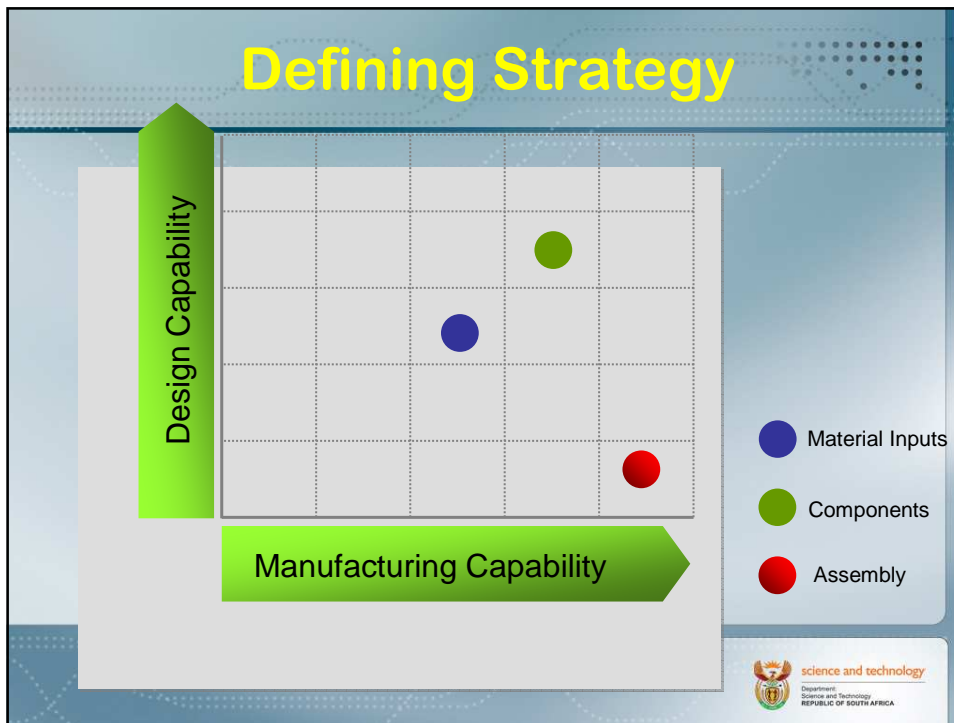 Defining Strategy
Design Capability
Manufacturing Capability
Material Inputs
Components
Assembly
science and technology
Department:
Science and Technology
REPUBLIC OF SOUTH AFRICA